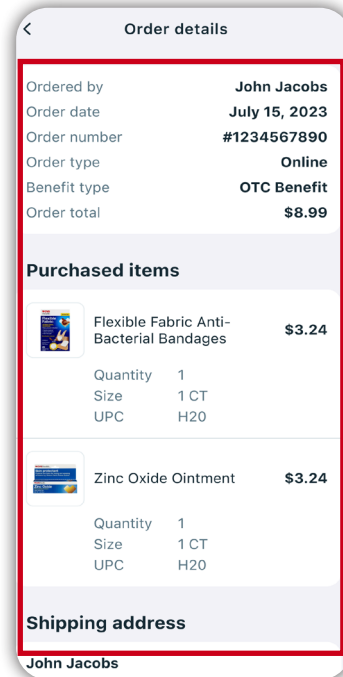 Order details
Ordered by John Jacobs
Order date July 15, 2023
Order number #1234567890
Order type Online
Benefit type OTC Benefit
Order total $8.99
Purchased items
Flexible Fabric Anti-
Bacterial Bandages $3.24
Quantity 1
Size 1 CT
UPC H20
Zinc Oxide Ointment $3.24
Quantity 1
Size 1 CT
UPC H20
Shipping address
John Jacobs